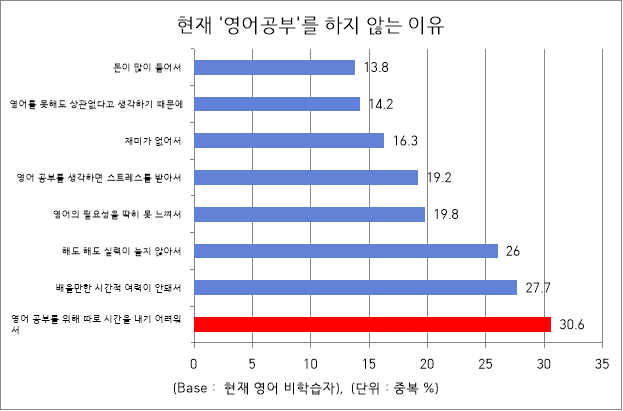 현재 '영어공부'를 하지 않는 이유
돈이 많이 들어서
13.8
영어를 못해도 상관없다고 생각하기 때문에
14.2
재미가 없어서
16.3
영어 공부를 생각하면 스트레스를 받아서
19.2
영어의 필요성을 딱히 못 느껴서
19.8
해도 해도 실력이 늘지 않아서
26
배울만한 시간적 여력이 안돼서
27.7
영어 공부를 위해 따로 시간을 내기 어려워
서
30.6
0 5 10 15 20 25 30 35
(Base : 현재 영어 비학습자), (단위 : 중복 %)